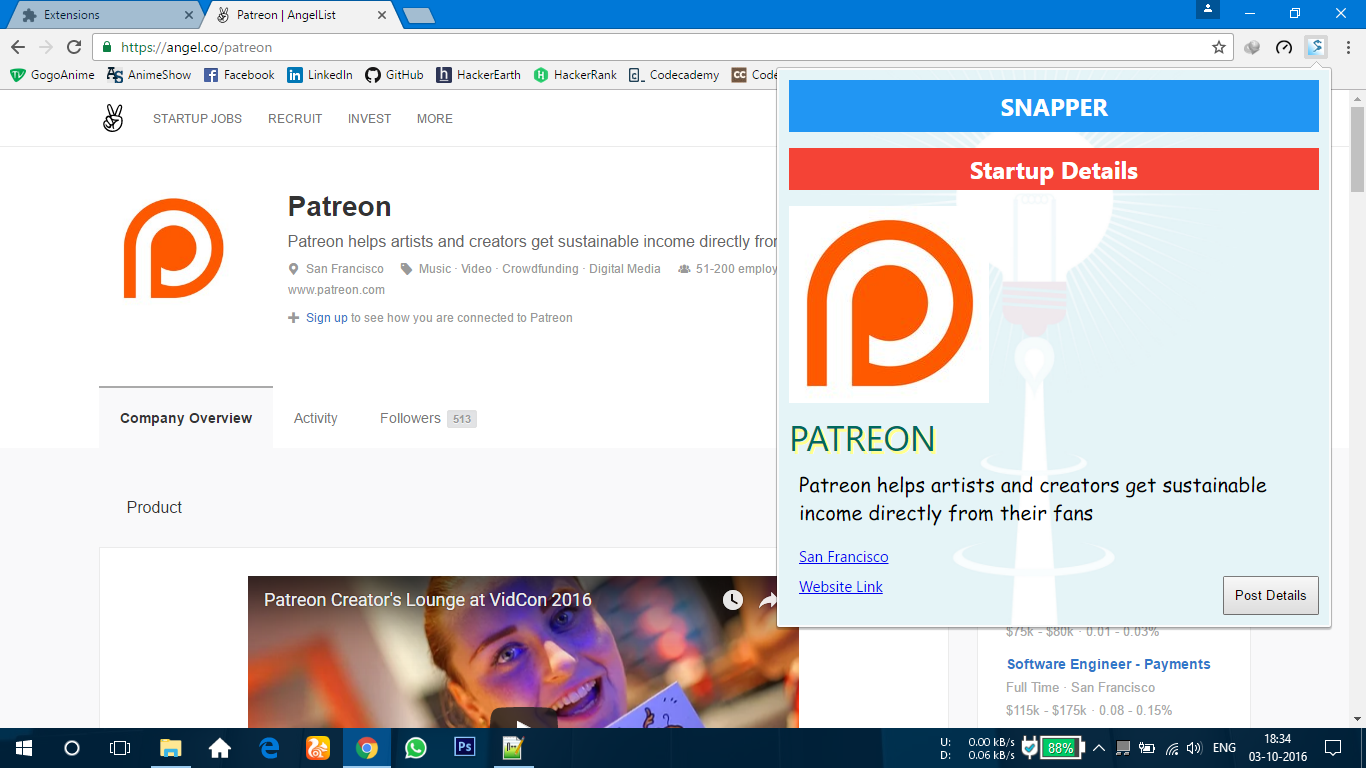 Extensions
Patreon | AngelList
https://angel.co/patreon
GogoAnime
AnimeShow
Facebook
LinkedIn
GitHub
HackerEarth
HackerRank
Codecademy
STARTUP JOBS
RECRUIT
INVEST
MORE
Patreon
Patreon helps artists and creators get sustainable income directly
San Francisco
Music · Video · Crowdfunding · Digital Media
51-200
www.patreon.com
Sign up to see how you are connected to Patreon
Company Overview
Activity
Followers 513
Product
Patreon Creator's Lounge at VidCon 2016
SNAPPER
Startup Details
PATREON
Patreon helps artists and creators get sustainable
income directly from their fans
San Francisco
Website Link
Post Details
$75k - $80k · 0.01 - 0.03%
Software Engineer - Payments
Full Time · San Francisco
$115k - $175k · 0.08 - 0.15%
U: 0.00 kB/s
D: 0.06 kB/s
88%
ENG
18:34
03-10-2016